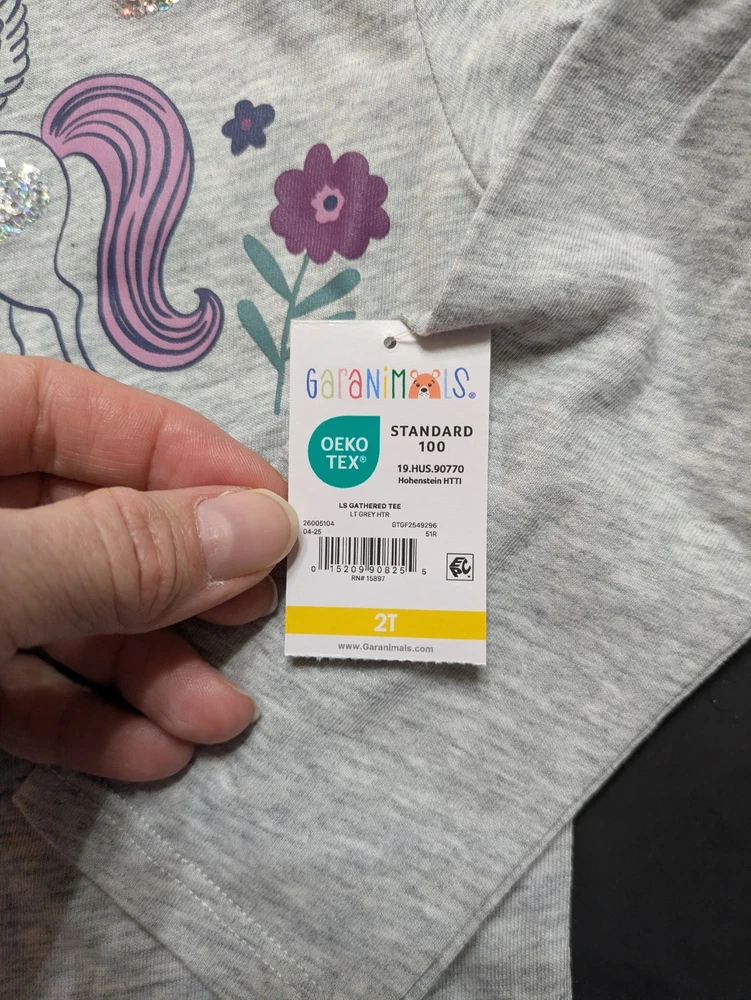 GaRaNiMALS®
OEKO
TEX®
STANDARD
100
19.HUS.90770
Hohenstein HTTI
LS GATHERED TEE
LT GREY HTR
26005104
GTGF2549296
04-25
51R
0 15209 90825 5
RN# 15897
2T
www.Garanimals.com